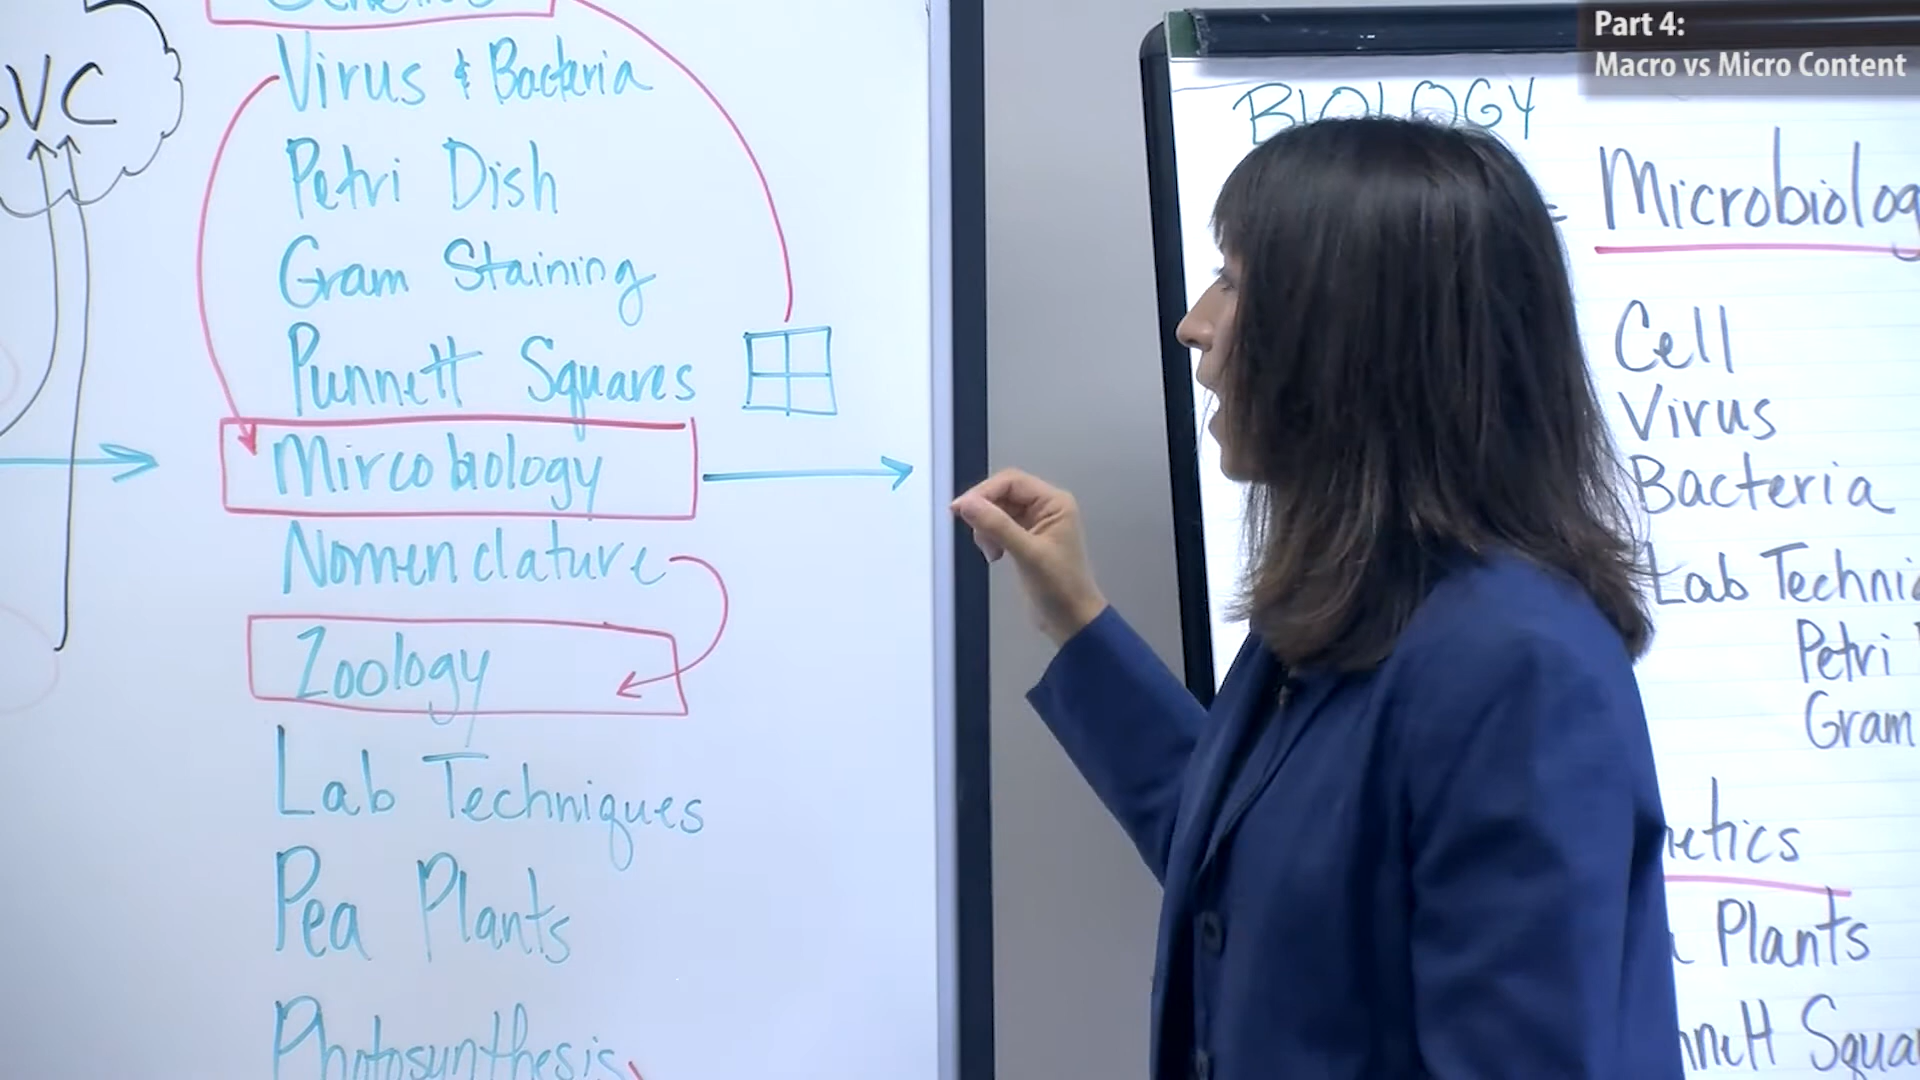 Part 4:
Macro vs Micro Content
VC
Virus & Bacteria
Petri Dish
Gram Staining
Punnett Squares
Mircobiology
Nomenclature
Zoology
Lab Techniques
Pea Plants
Photosynthesis
BIOLOGY
= Microbiolog
Cell
Virus
Bacteria
Lab Techni
Petri
Gram
netics
Plants
nnett Squa